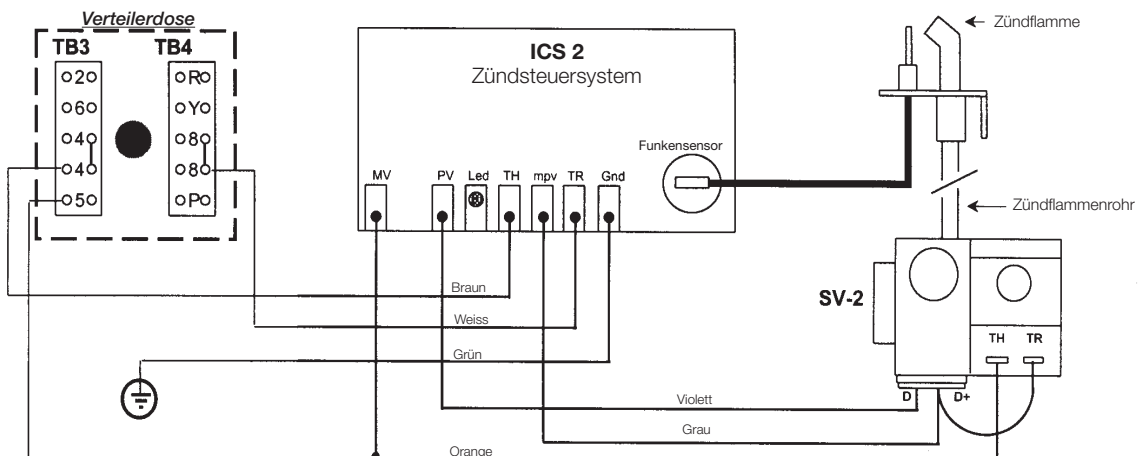 Verteilerdose
TB3
TB4
2
6
4
4
5
R
Y
8
8
P
ICS 2
Zündsteuersystem
Funkensensor
MV
PV
Led
TH
mpv
TR
Gnd
Zündflamme
Zündflammenrohr
SV-2
TH
TR
D
D+
Braun
Weiss
Grün
Violett
Grau
Orange